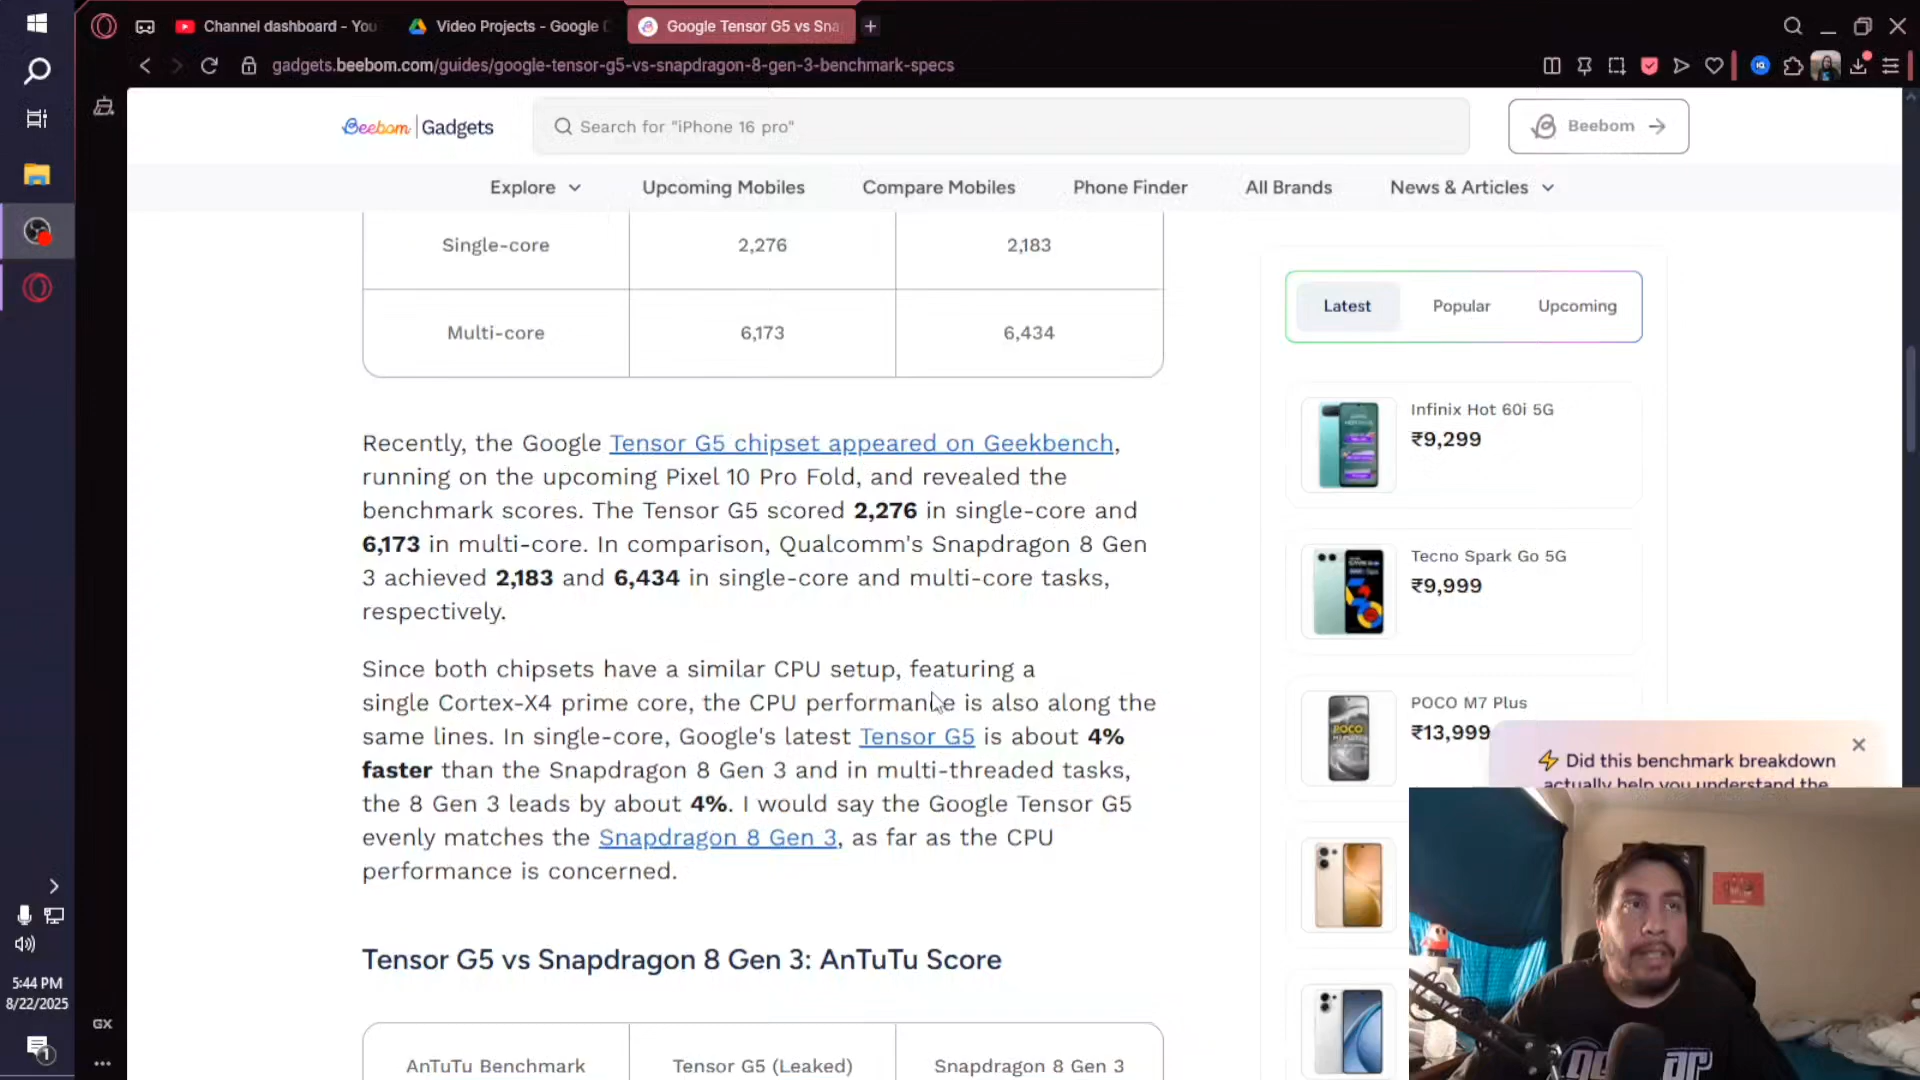 Channel dashboard - You
Video Projects - Google D
Google Tensor G5 vs Sna
gadgets.beebom.com/guides/google-tensor-g5-vs-snapdragon-8-gen-3-benchmark-specs
Beebom | Gadgets
Search for "iPhone 16 pro"
Beebom
Explore
Upcoming Mobiles
Compare Mobiles
Phone Finder
All Brands
News & Articles
Single-core 2,276 2,183
Multi-core 6,173 6,434
Recently, the Google Tensor G5 chipset appeared on Geekbench,
running on the upcoming Pixel 10 Pro Fold, and revealed the
benchmark scores. The Tensor G5 scored 2,276 in single-core and
6,173 in multi-core. In comparison, Qualcomm's Snapdragon 8 Gen
3 achieved 2,183 and 6,434 in single-core and multi-core tasks,
respectively.
Since both chipsets have a similar CPU setup, featuring a
single Cortex-X4 prime core, the CPU performance is also along the
same lines. In single-core, Google's latest Tensor G5 is about 4%
faster than the Snapdragon 8 Gen 3 and in multi-threaded tasks,
the 8 Gen 3 leads by about 4%. I would say the Google Tensor G5
evenly matches the Snapdragon 8 Gen 3, as far as the CPU
performance is concerned.
Tensor G5 vs Snapdragon 8 Gen 3: AnTuTu Score
AnTuTu Benchmark Tensor G5 (Leaked) Snapdragon 8 Gen 3
Latest
Popular
Upcoming
Infinix Hot 60i 5G
₹9,299
Tecno Spark Go 5G
₹9,999
POCO M7 Plus
₹13,999
Did this benchmark breakdown
actually help you understand the
5:44 PM
8/22/2025
1
GX